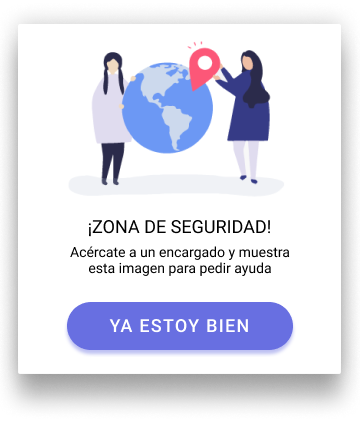 ¡ZONA DE SEGURIDAD!
Acércate a un encargado y muestra
esta imagen para pedir ayuda
YA ESTOY BIEN